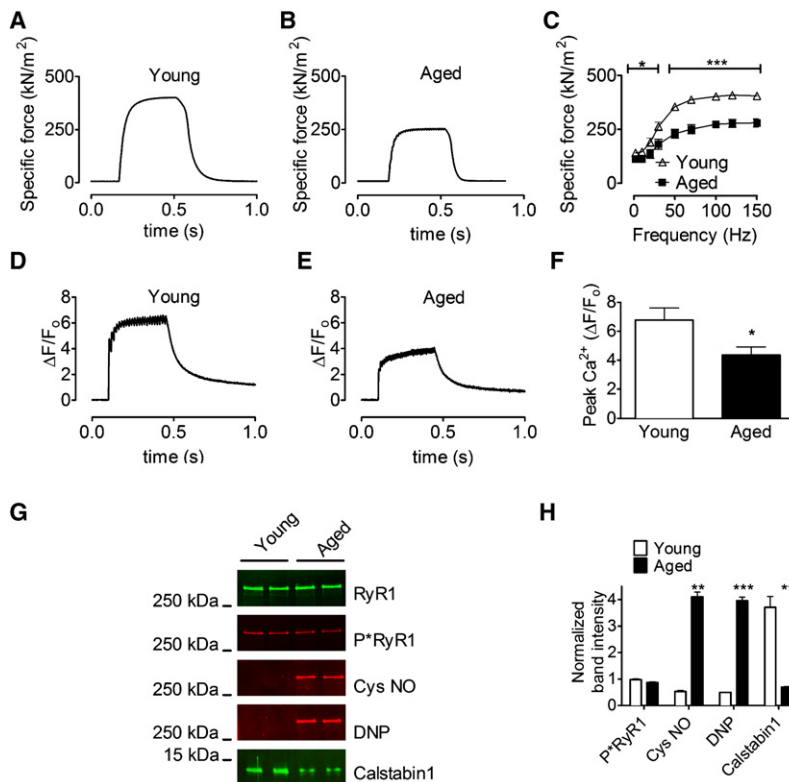 A
Specific force (kN/m²)
500
250
0
Young
0.0 0.5 1.0
time (s)
B
Specific force (kN/m²)
500
250
0
Aged
0.0 0.5 1.0
time (s)
C
Specific force (kN/m²)
* ***
500
250
0
Young
Aged
0 50 100 150
Frequency (Hz)
D
ΔF/Fo
8
6
4
2
0
Young
0.0 0.5 1.0
time (s)
E
ΔF/Fo
8
6
4
2
0
Aged
0.0 0.5 1.0
time (s)
F
Peak Ca²⁺ (ΔF/Fo)
8
6
4
2
0
*
Young Aged
G
Young Aged
250 kDa RyR1
250 kDa P*RyR1
250 kDa Cys NO
250 kDa DNP
15 kDa Calstabin1
H
Young
Aged
Normalized
band intensity
4
2
0
** ***
P*RyR1 Cys NO DNP Calstabin1